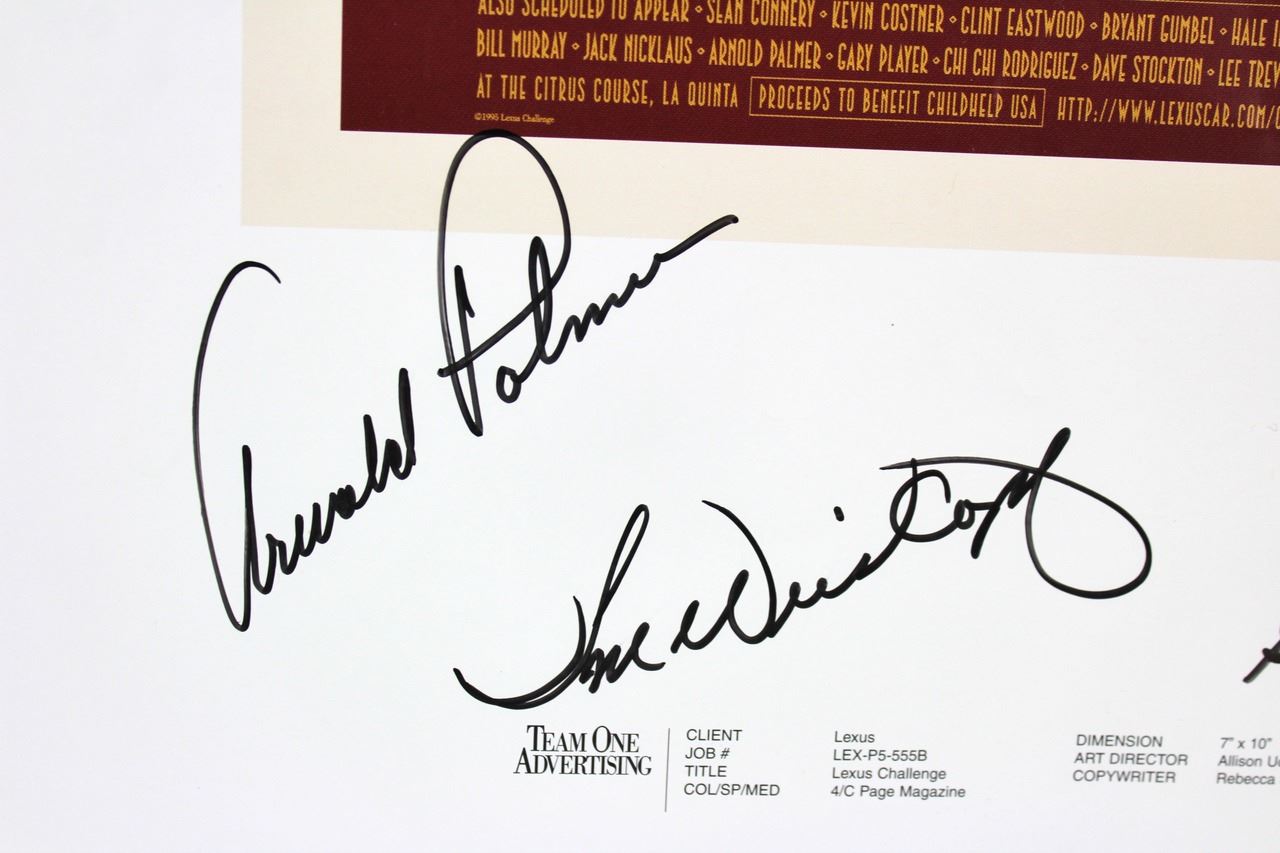 ALSO SCHEDULED TO APPEAR • SEAN CONNERY • KEVIN COSTNER • CLINT EASTWOOD • BRYANT GUMBEL • HALE
BILL MURRAY • JACK NICKLAUS • ARNOLD PALMER • GARY PLAYER • CHI CHI RODRIGUEZ • DAVE STOCKTON • LEE TREV
AT THE CITRUS COURSE, LA QUINTA PROCEEDS TO BENEFIT CHILDHELP USA HTTP://WWW.LEXUSCAR.COM/
©1995 Lexus Challenge
Arnold Palmer
TEAM ONE
ADVERTISING
CLIENT Lexus DIMENSION 7" x 10"
JOB # LEX-P5-555B ART DIRECTOR Allison
TITLE Lexus Challenge COPYWRITER Rebecca
COL/SP/MED 4/C Page Magazine